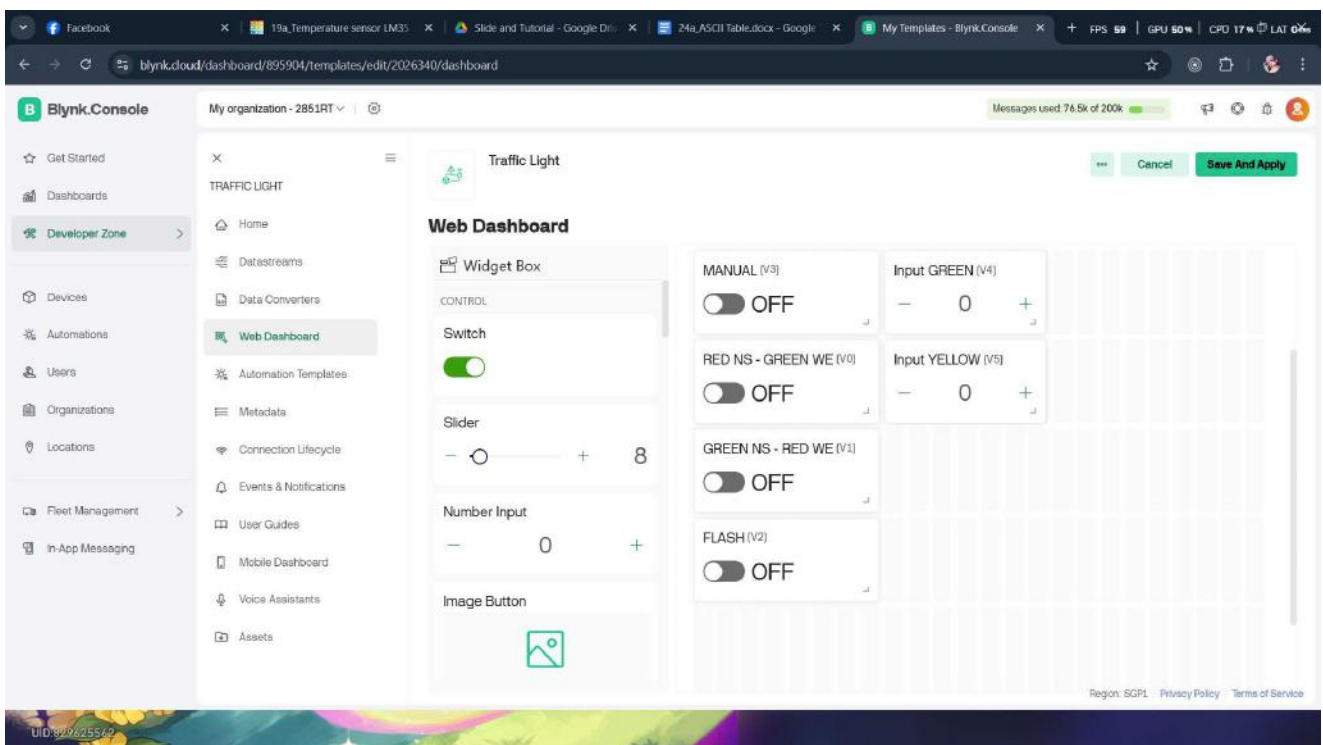 Facebook
19a_Temperature sensor LM35
Slide and Tutorial - Google Driv
24a_ASCII Table.docx - Google
My Templates - Blynk.Console
FPS 59 | GPU 50% | CPU 17%
LAT
blynk.cloud/dashboard/895904/templates/edit/2026340/dashboard
B Blynk.Console
My organization - 2851RT
Messages used: 76.5k of 200k
Get Started
Dashboards
Developer Zone
Devices
Automations
Users
Organizations
Locations
Fleet Management
In-App Messaging
TRAFFIC LIGHT
Home
Datastreams
Data Converters
Web Dashboard
Automation Templates
Metadata
Connection Lifecycle
Events & Notifications
User Guides
Mobile Dashboard
Voice Assistants
Assets
Traffic Light
Cancel
Save And Apply
Web Dashboard
Widget Box
CONTROL
Switch
Slider
− + 8
Number Input
− 0 +
Image Button
MANUAL (V3)
OFF
Input GREEN (V4)
− 0 +
RED NS - GREEN WE (V0)
OFF
Input YELLOW (V5)
− 0 +
GREEN NS - RED WE (V1)
OFF
FLASH (V2)
OFF
Region: SGP1 Privacy Policy Terms of Service
UID:829625562